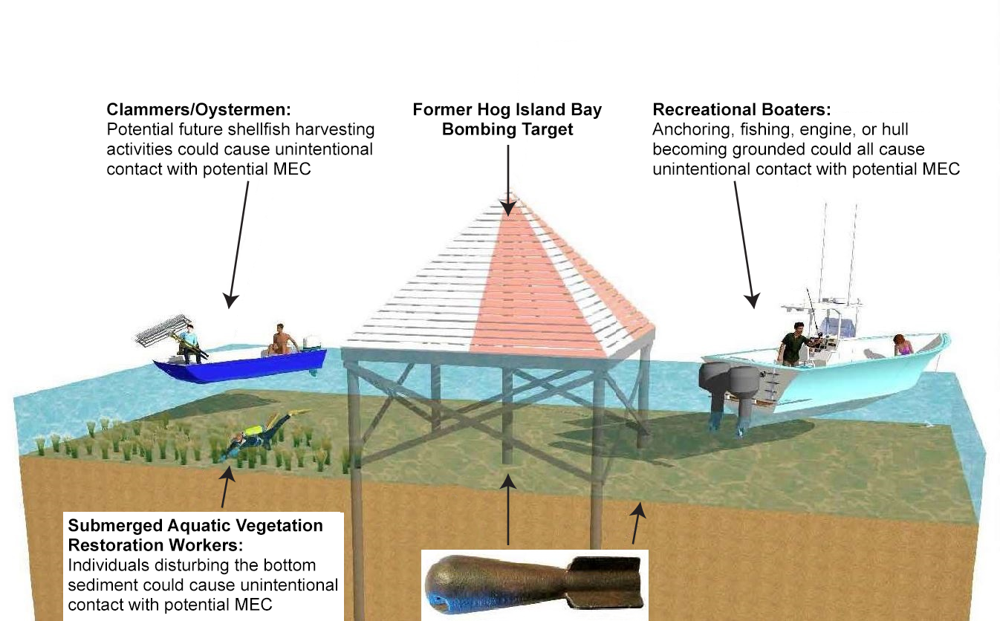 Clammers/Oystermen:
Potential future shellfish harvesting
activities could cause unintentional
contact with potential MEC
Former Hog Island Bay
Bombing Target
Recreational Boaters:
Anchoring, fishing, engine, or hull
becoming grounded could all cause
unintentional contact with potential MEC
Submerged Aquatic Vegetation
Restoration Workers:
Individuals disturbing the bottom
sediment could cause unintentional
contact with potential MEC